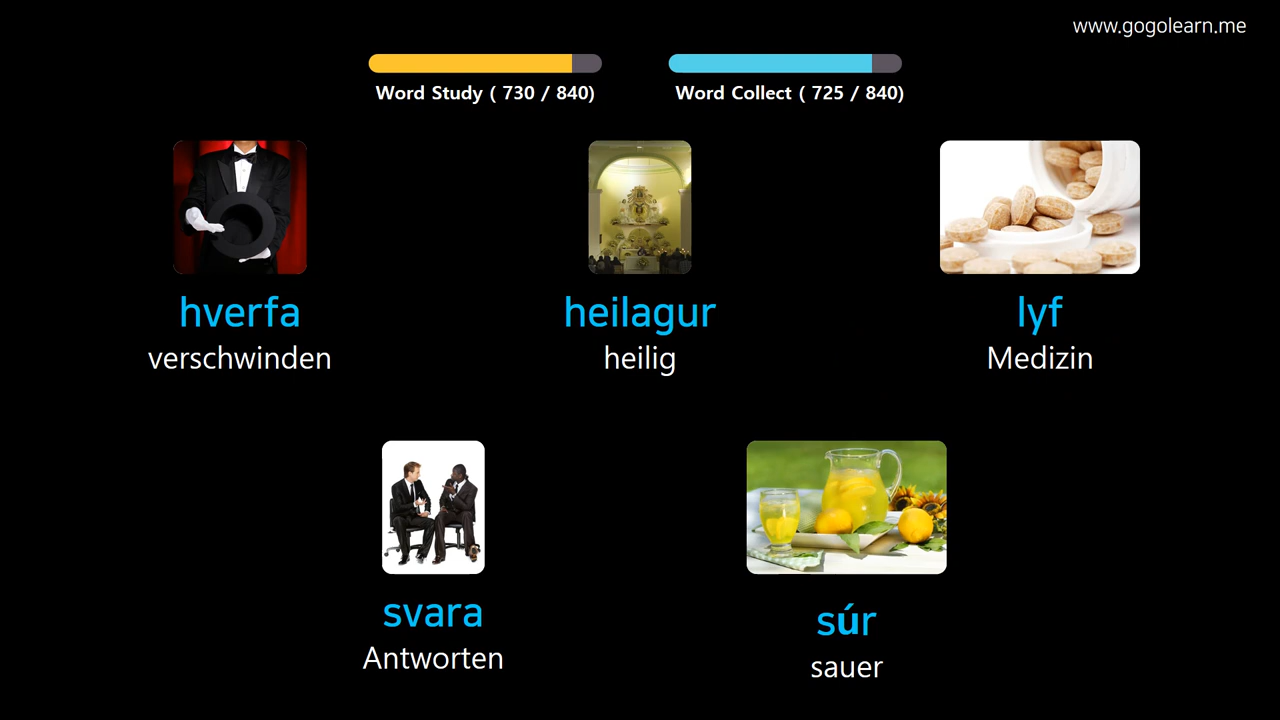 www.gogolearn.me
Word Study ( 730 / 840)
Word Collect ( 725 / 840)
hverfa
verschwinden
heilagur
heilig
lyf
Medizin
svara
Antworten
súr
sauer